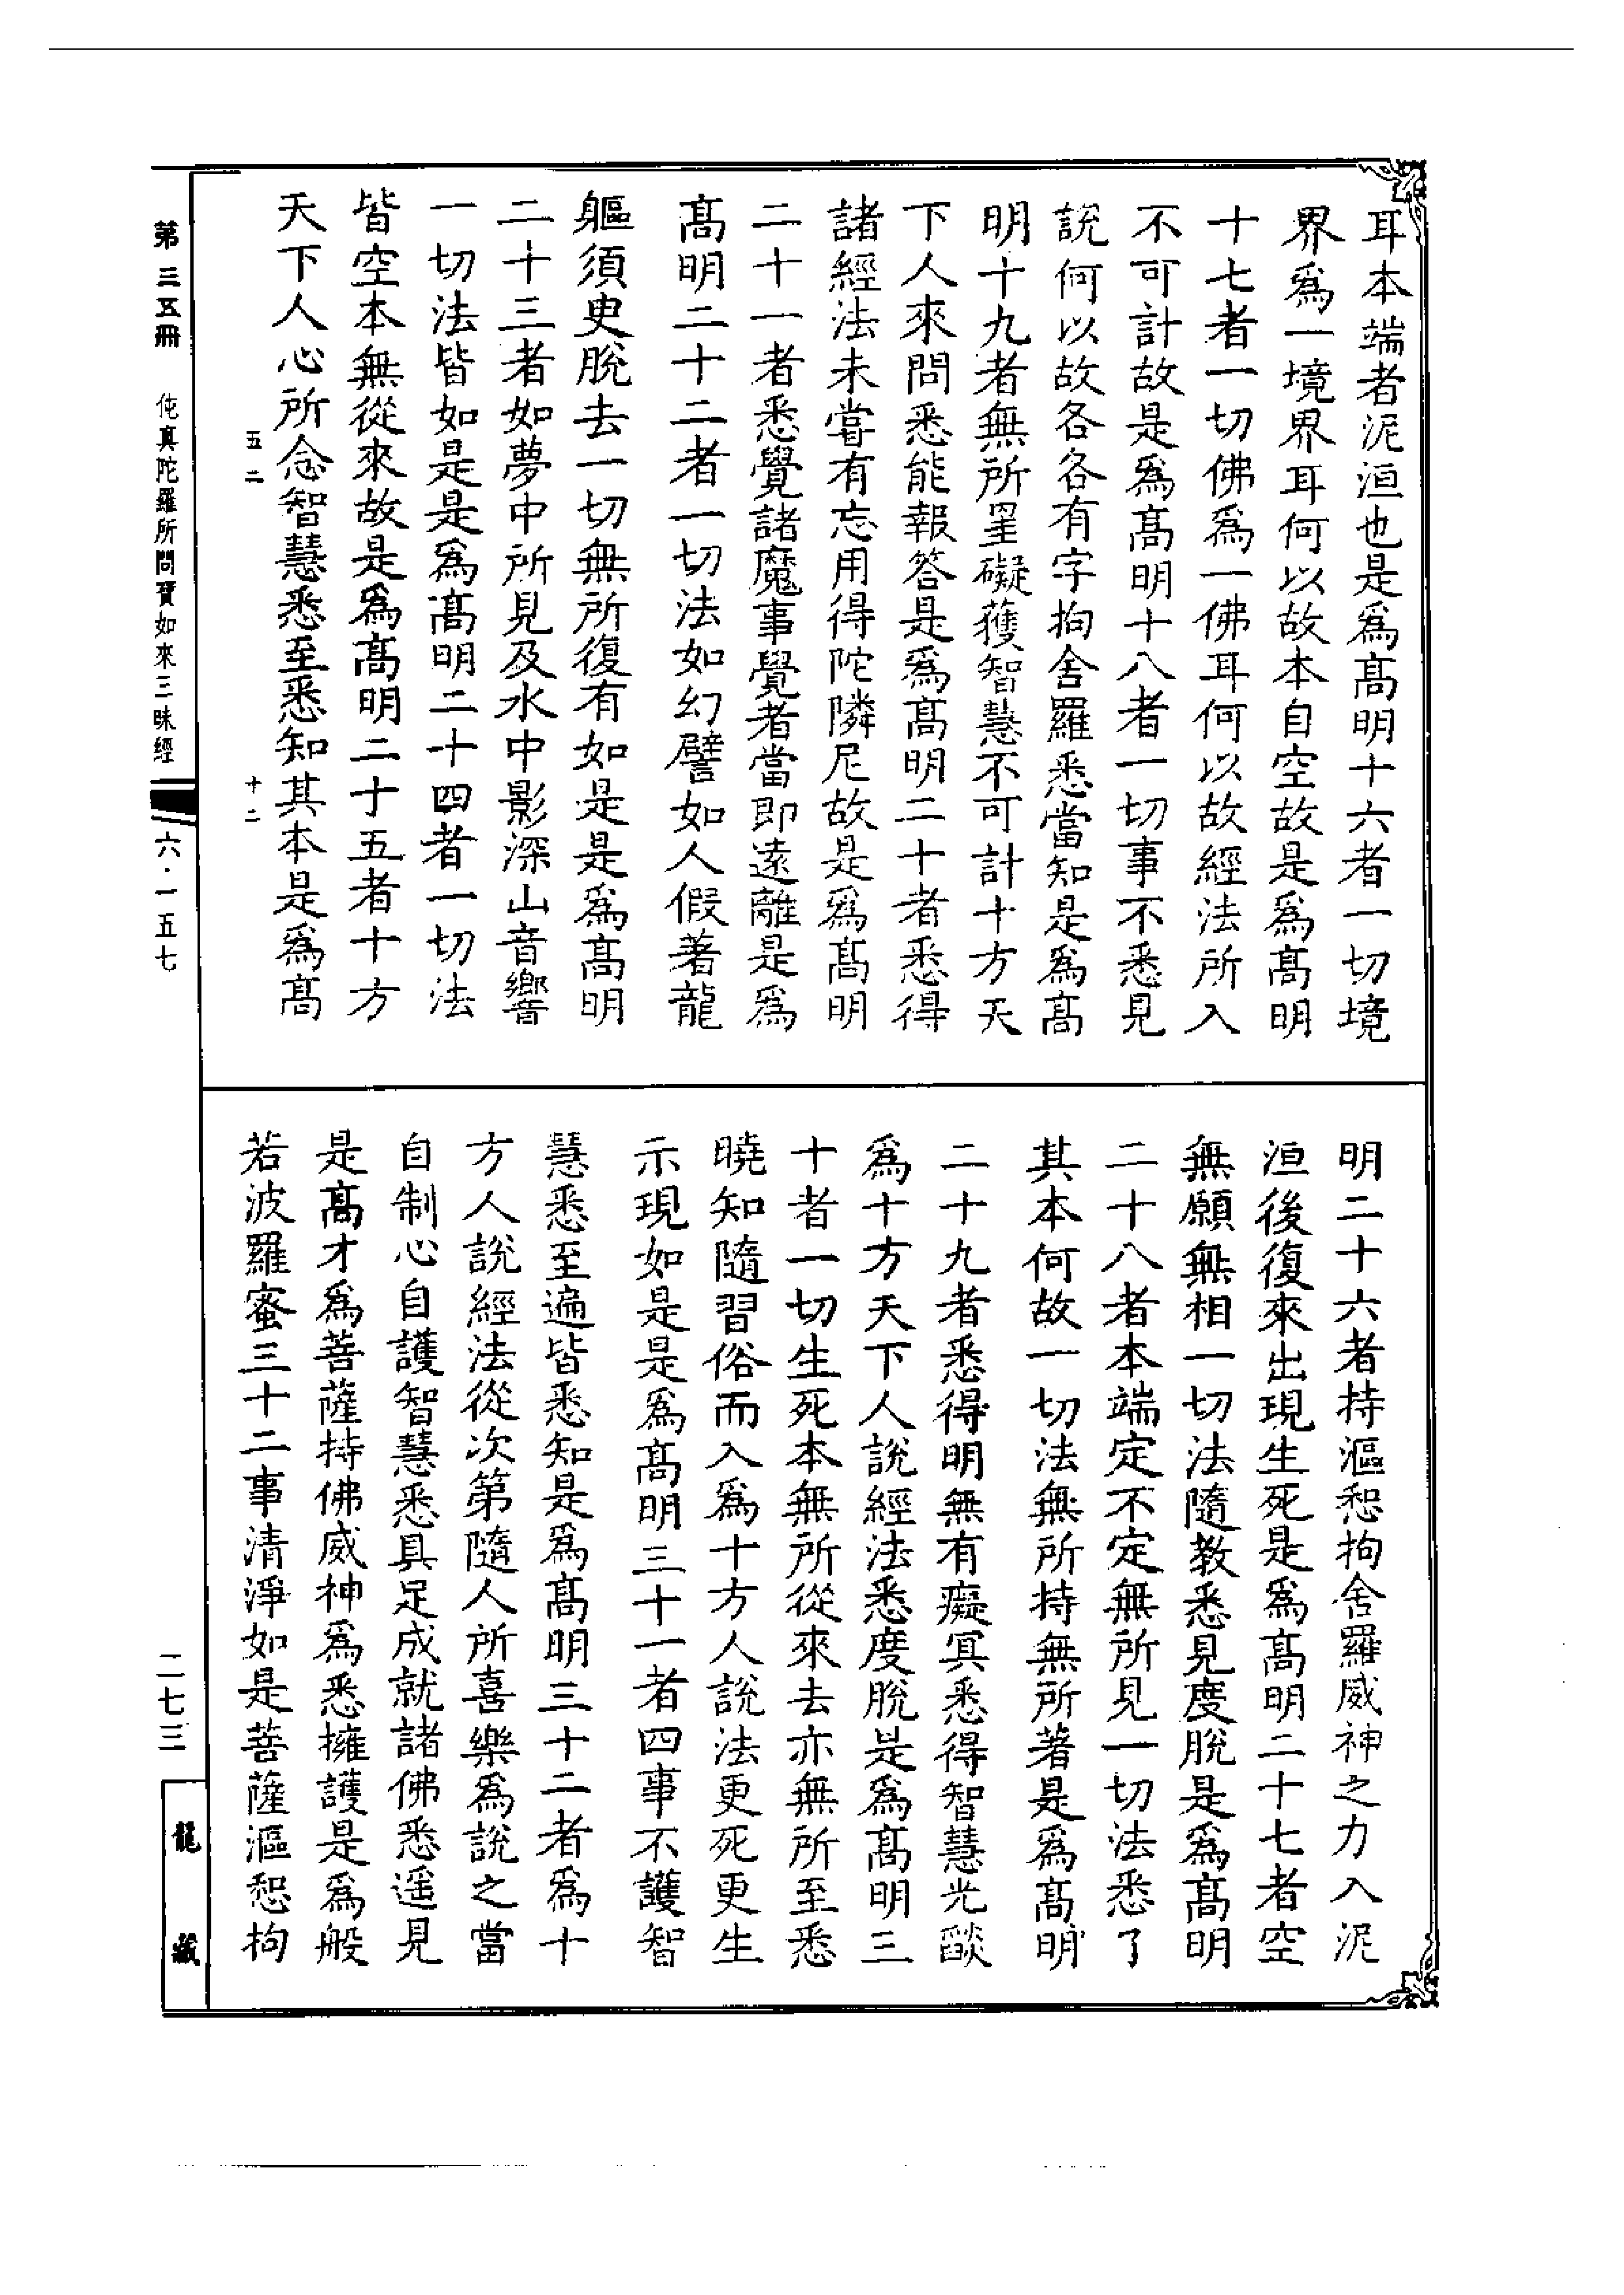 耳本端者泥洹也是爲髙明十六者一切境
界爲一境界耳何以故本自空故是爲髙明
十七者一切佛爲一佛耳何以故經法所入
不可計故是爲髙明十八者一切事不悉見
說何以故各各有字拘舍羅悉當知是爲髙
明十九者無所罣礙獲智慧不可計十方天
下人來問悉能報答是爲髙明二十者悉得
諸經法未甞有忘用得陀隣尼故是爲髙明
二十一者悉覺諸魔事覺者當即遠離是爲
髙明二十二者一切法如幻譬如人假著龍
軀須臾脫去一切無所復有如是是爲髙明
二十三者如夢中所見及水中影深山音響
一切法皆如是是爲髙明二十四者一切法
皆空本無從來故是爲髙明二十五者十方
天下人心所念智慧悉至悉知其本是爲髙
五二
十二
明二十六者持漚惒拘舍羅威神之力入泥
洹後復來出現生死是爲髙明二十七者空
無願無相一切法隨教悉見度脫是爲髙明
二十八者本端定不定無所見一切法悉了
其本何故一切法無所持無所著是爲髙明
二十九者悉得明無有癡冥悉得智慧光燄
爲十方天下人說經法悉度脫是爲髙明三
十者一切生死本無所從來去亦無所至悉
曉知隨習俗而入爲十方人說法更死更生
示現如是是爲髙明三十一者四事不護智
慧悉至遍皆悉知是爲髙明三十二者爲十
方人說經法從次第隨人所喜樂爲說之當
自制心自護智慧悉具足成就諸佛悉遥見
是髙才爲菩薩持佛威神爲悉擁護是爲般
若波羅蜜三十二事清淨如是菩薩漚惒拘
第三五冊 伅真陀羅所問寶如來三昧經
六·一五七
二七三
龍藏